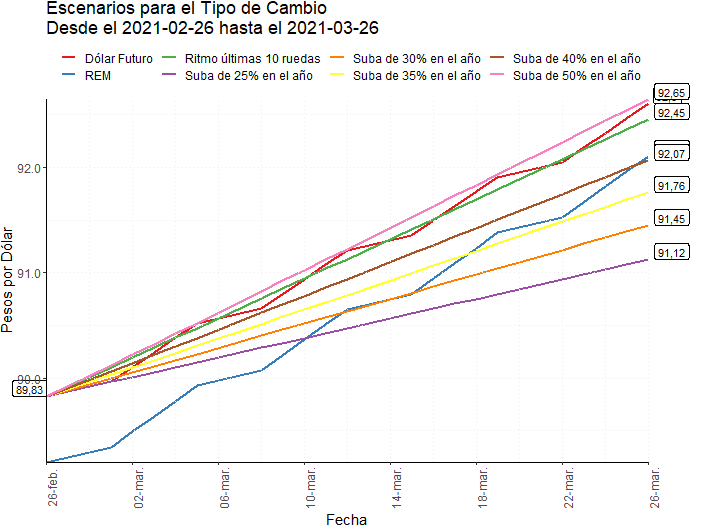 Escenarios para el Tipo de Cambio
Desde el 2021-02-26 hasta el 2021-03-26
Dólar Futuro
Ritmo últimas 10 ruedas
Suba de 30% en el año
Suba de 40% en el año
REM
Suba de 25% en el año
Suba de 35% en el año
Suba de 50% en el año
92,65
92,45
92.0
92,07
91,76
91,45
91.0
91,12
89,83
Pesos por Dólar
26-feb.
02-mar.
06-mar.
10-mar.
14-mar.
18-mar.
22-mar.
26-mar.
Fecha